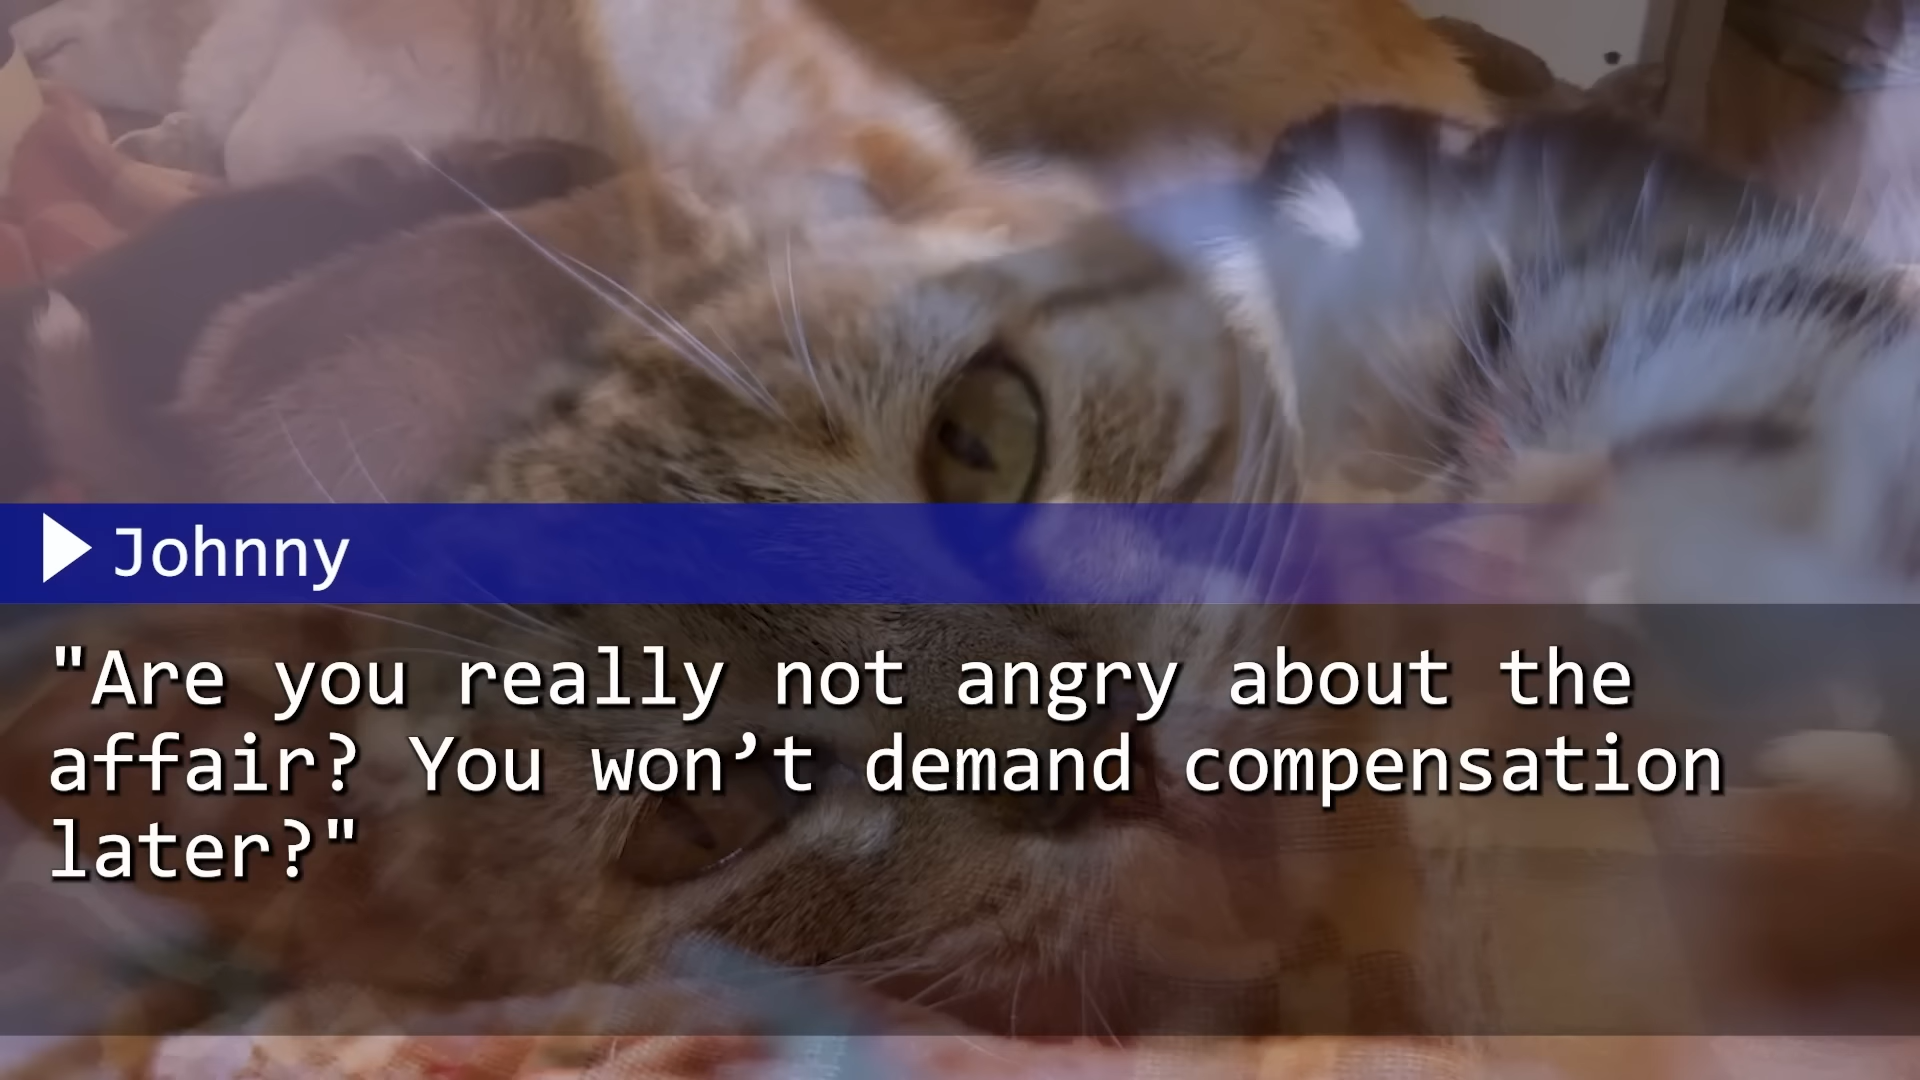 Johnny
"Are you really not angry about the
affair? You won’t demand compensation
later?"